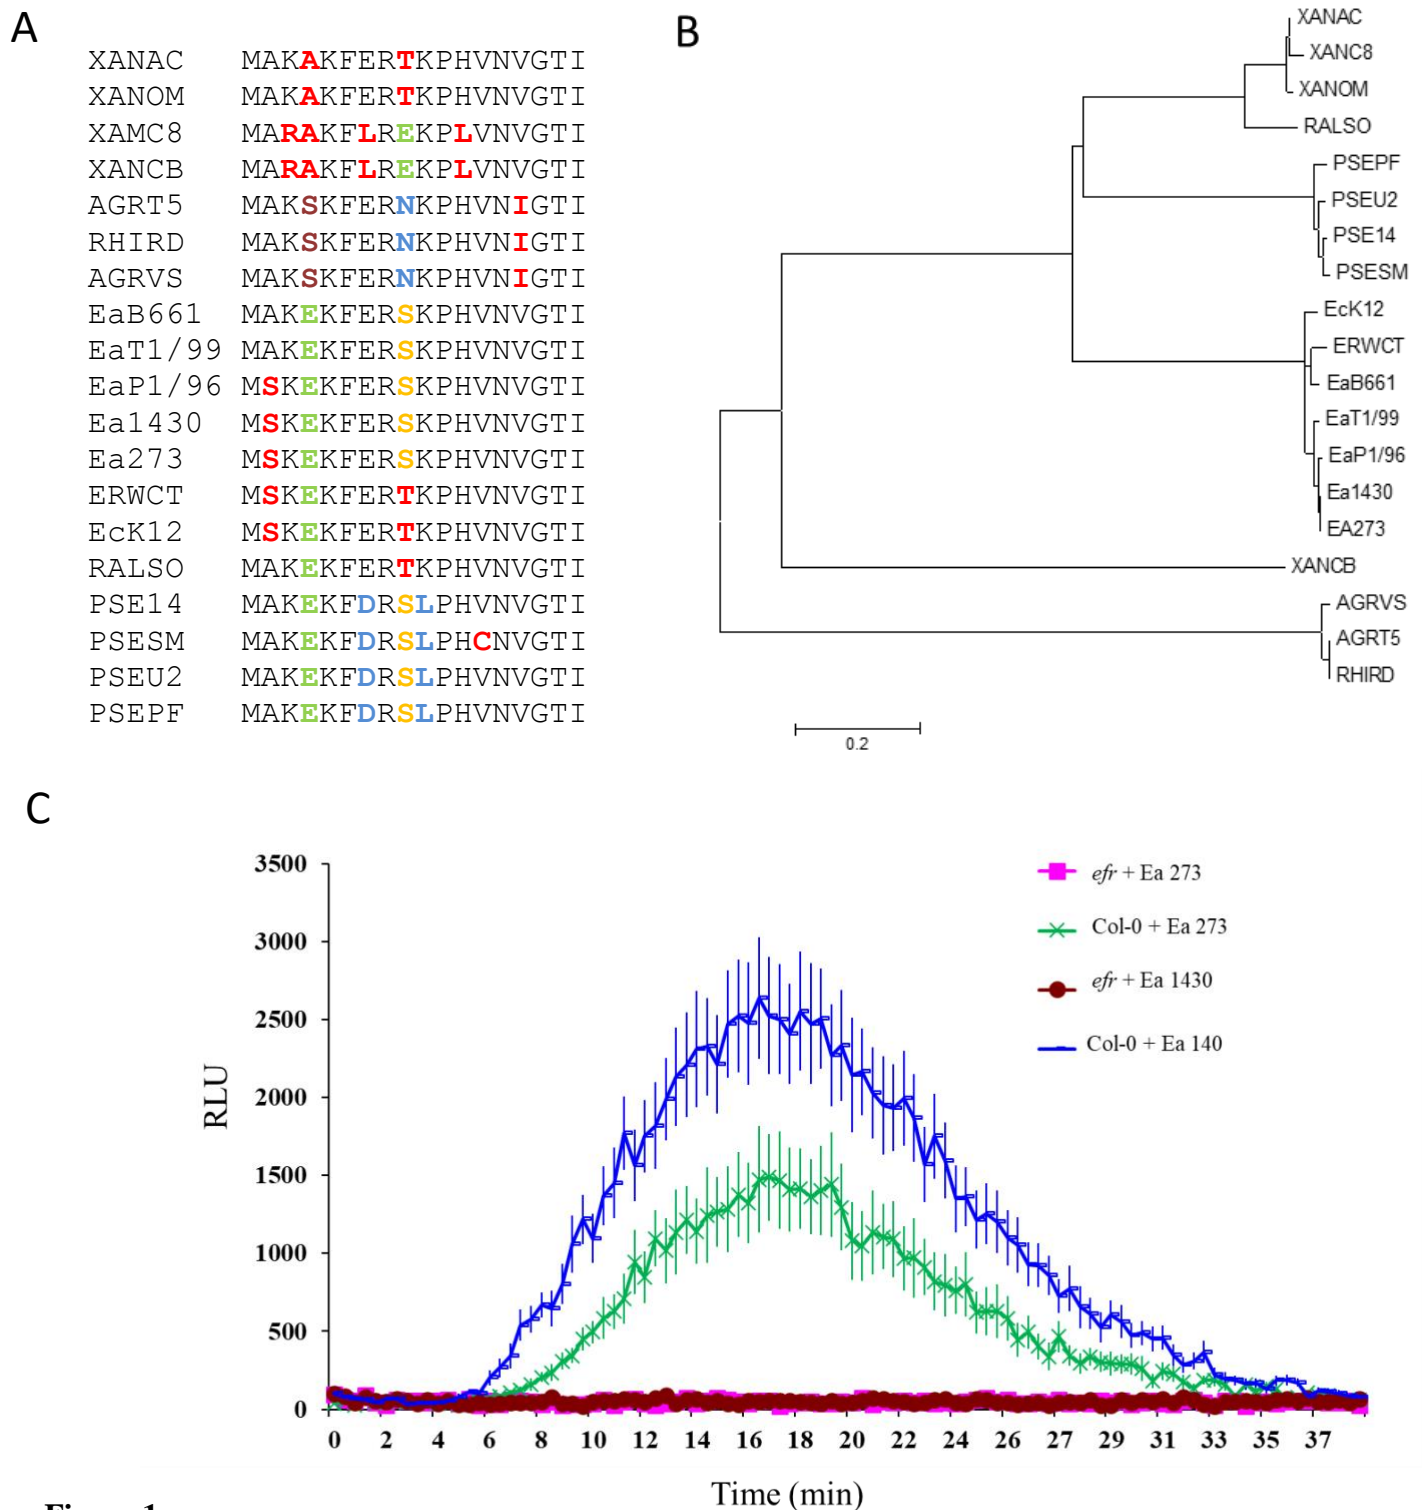 A
XANAC MAKAKFERTKPHVNVGTI
XANOM MAKAKFERTKPHVNVGTI
XAMC8 MARAKFLREKPLVNVGTI
XANCB MARAKFLREKPLVNVGTI
AGRT5 MAKSKFERNKPHVNIGTI
RHIRD MAKSKFERNKPHVNIGTI
AGRVS MAKSKFERNKPHVNIGTI
EaB661 MAKEKFERSKPHVNVGTI
EaT1/99 MAKEKFERSKPHVNVGTI
EaP1/96 MSKEKFERSKPHVNVGTI
Ea1430 MSKEKFERSKPHVNVGTI
Ea273 MSKEKFERSKPHVNVGTI
ERWCT MSKEKFERTKPHVNVGTI
EcK12 MSKEKFERTKPHVNVGTI
RALSO MAKEKFERTKPHVNVGTI
PSE14 MAKEKFDRSLPHVNVGTI
PSESM MAKEKFDRSLPHCNVGTI
PSEU2 MAKEKFDRSLPHVNVGTI
PSEPF MAKEKFDRSLPHVNVGTI
B
XANAC
XANC8
XANOM
RALSO
PSEPF
PSEU2
PSE14
PSESM
EcK12
ERWCT
EaB661
EaT1/99
EaP1/96
Ea1430
EA273
XANCB
AGRVS
AGRT5
RHIRD
0.2
C
3500
3000
2500
2000
1500
1000
500
0
RLU
efr + Ea 273
Col-0 + Ea 273
efr + Ea 1430
Col-0 + Ea 140
0 2 4 6 8 10 12 14 16 18 20 22 24 26 27 29 31 33 35 37
Time (min)